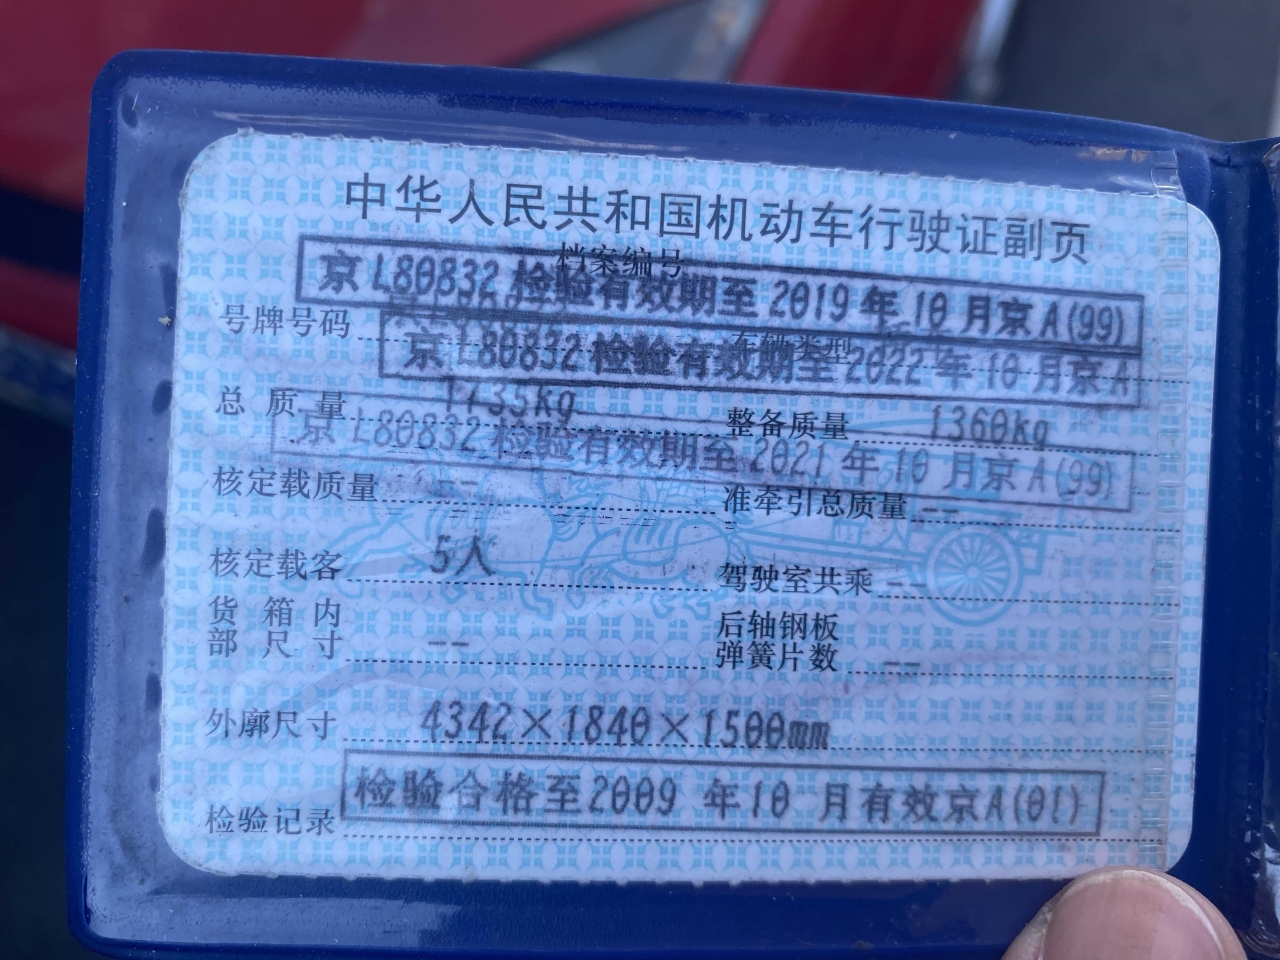 中华人民共和国机动车行驶证副页
档案编号
京L80832 检验有效期至2019年10月京A(99)
号牌号码 车辆类型
京L80832 检验有效期至2022年10月京A
总质量 1735kg 整备质量 1360kg
京L80832 检验有效期至2021年10月京A(99)
核定载质量 -- 准牵引总质量 --
核定载客 5人 驾驶室共乘 --
货箱内 后轴钢板
部尺寸 -- 弹簧片数 --
外廓尺寸 4342×1840×1500mm
检验合格至2009年10月有效京A(01)
检验记录